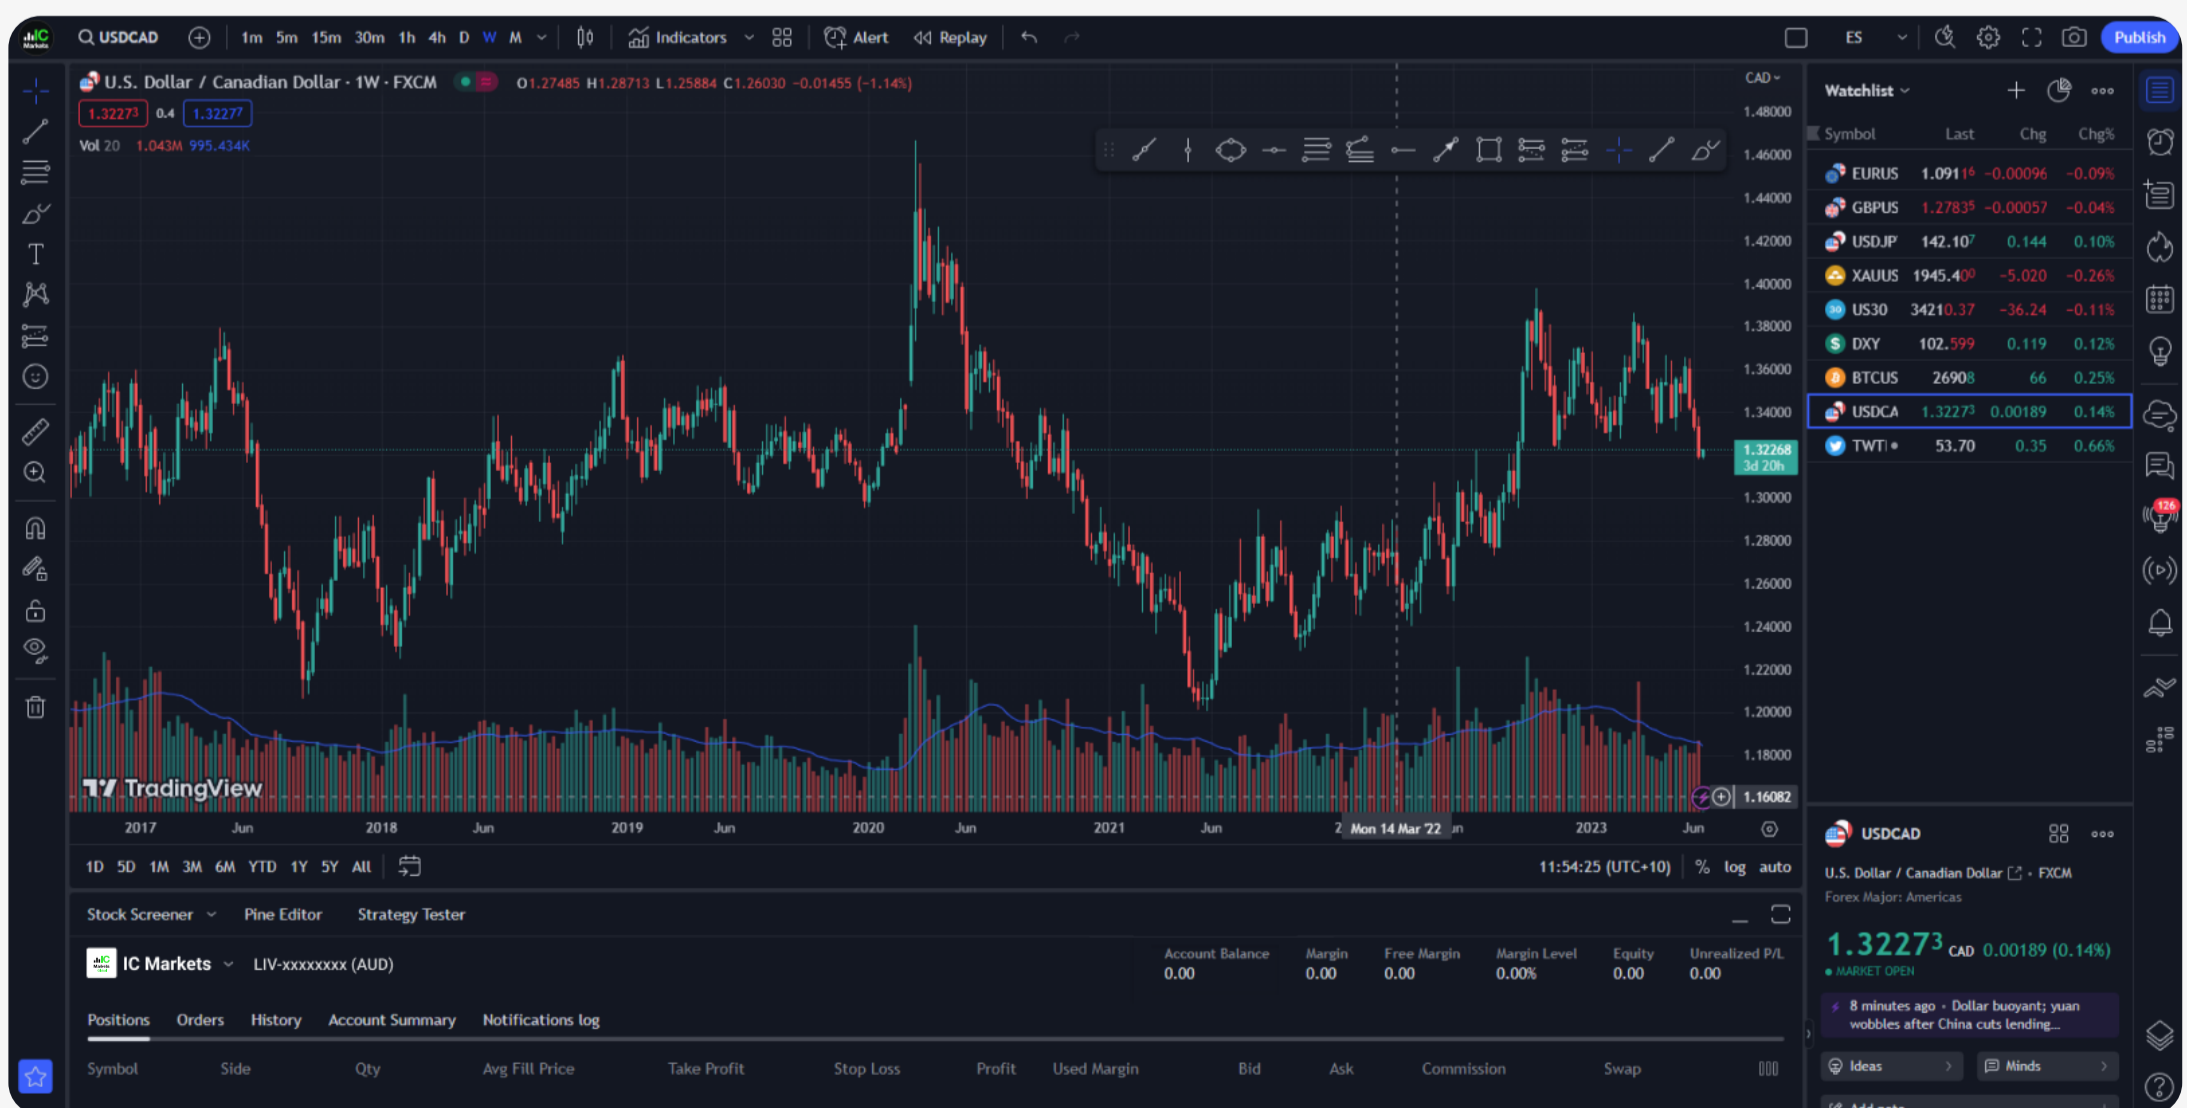 IC Markets USDCAD 1m 5m 15m 30m 1h 4h D W M Indicators Alert Replay ES Publish
U.S. Dollar / Canadian Dollar · 1W · FXCM O1.27485 H1.28713 L1.25884 C1.26030 −0.01455 (−1.14%)
1.32273 0.4 1.32277
Vol 20 1.043M 995.434K
CAD
1.48000
1.46000
1.44000
1.42000
1.40000
1.38000
1.36000
1.34000
1.32268
3d 20h
1.30000
1.28000
1.26000
1.24000
1.22000
1.20000
1.18000
1.16082
TradingView
2017 Jun 2018 Jun 2019 Jun 2020 Jun 2021 Jun 2 Mon 14 Mar '22 un 2023 Jun
1D 5D 1M 3M 6M YTD 1Y 5Y All 11:54:25 (UTC+10) % log auto
Stock Screener Pine Editor Strategy Tester
IC Markets LIV-xxxxxxxx (AUD)
Account Balance Margin Free Margin Margin Level Equity Unrealized P/L
0.00 0.00 0.00 0.00% 0.00 0.00
Positions Orders History Account Summary Notifications log
Symbol Side Qty Avg Fill Price Take Profit Stop Loss Profit Used Margin Bid Ask Commission Swap
Watchlist
Symbol Last Chg Chg%
EURUS 1.09116 −0.00096 −0.09%
GBPUS 1.27835 −0.00057 −0.04%
USDJP 142.107 0.144 0.10%
XAUUS 1945.400 −5.020 −0.26%
30 US30 34210.37 −36.24 −0.11%
DXY 102.599 0.119 0.12%
BTCUS 26908 66 0.25%
USDCA 1.32273 0.00189 0.14%
TWT 53.70 0.35 0.66%
126
USDCAD
U.S. Dollar / Canadian Dollar · FXCM
Forex Major: Americas
1.32273 CAD 0.00189 (0.14%)
MARKET OPEN
8 minutes ago · Dollar buoyant; yuan
wobbles after China cuts lending...
Ideas Minds
Add note